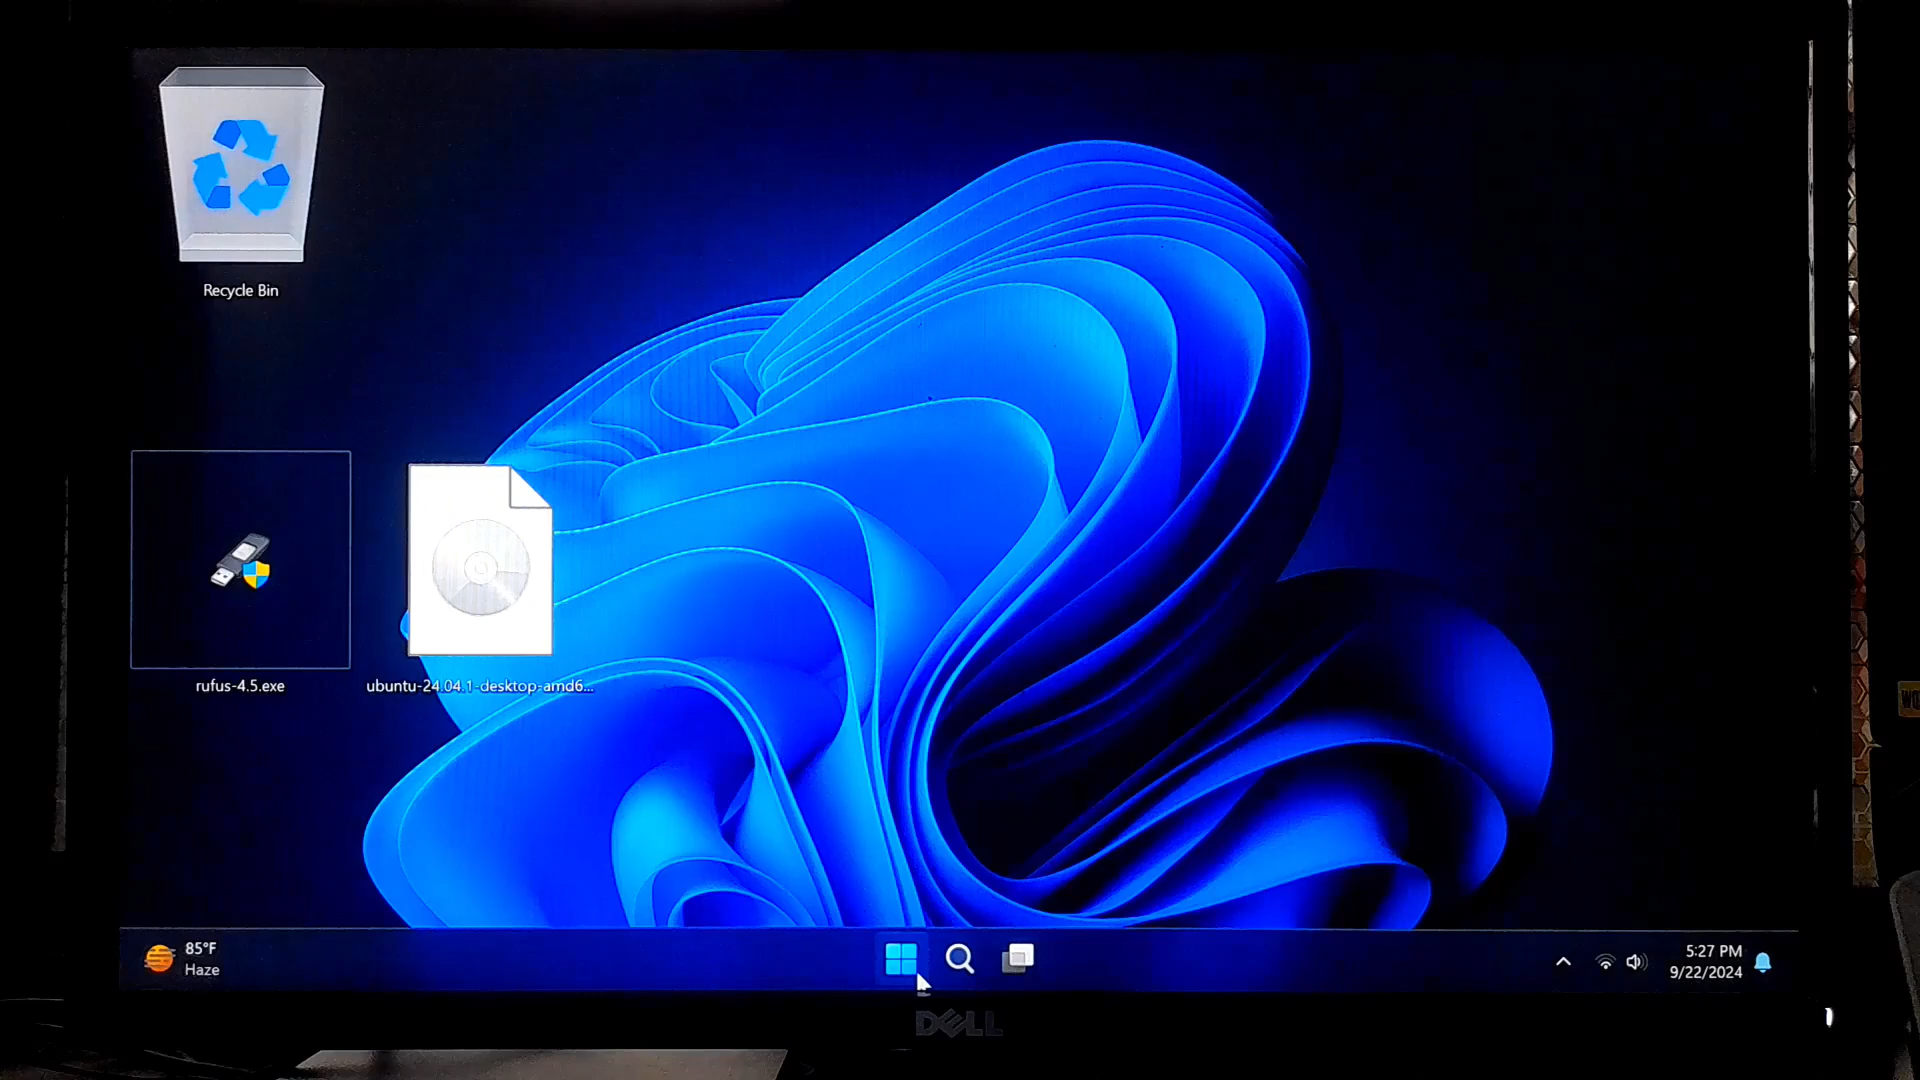 Recycle Bin
rufus-4.5.exe
ubuntu-24.04.1-desktop-amd6...
85°F
Haze
5:27 PM
9/22/2024
DELL